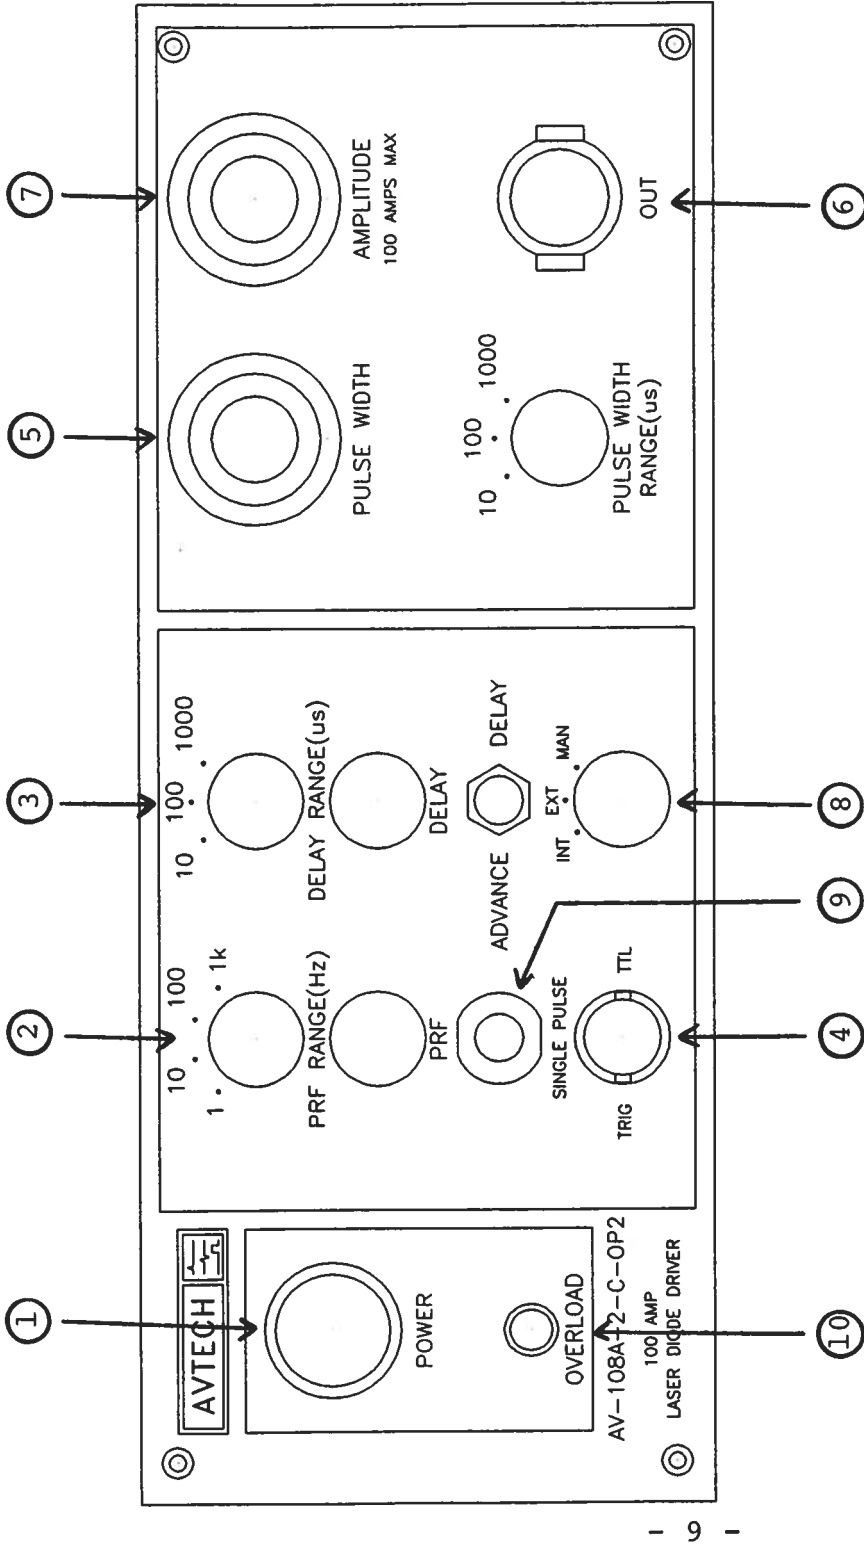 1
2
3
5
7
AVTECH
POWER
OVERLOAD
AV-108A-2-C-OP2
100 AMP
LASER DIODE DRIVER
10 100
1 1k
PRF RANGE(Hz)
PRF
SINGLE PULSE
TRIG TTL
10 100 1000
DELAY RANGE(us)
DELAY
ADVANCE DELAY
INT EXT MAN
PULSE WIDTH
10 100 1000
PULSE WIDTH
RANGE(us)
AMPLITUDE
100 AMPS MAX
OUT
10
4
9
8
6
- 9 -